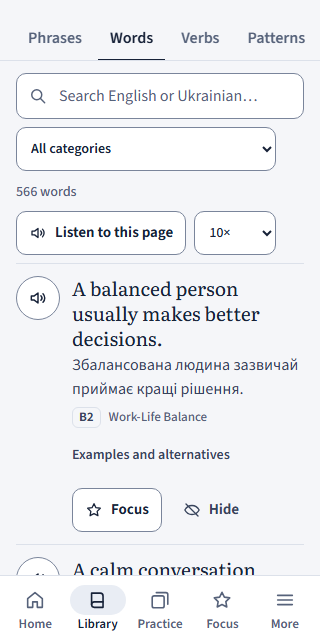 Phrases Words Verbs Patterns
Search English or Ukrainian…
All categories
566 words
Listen to this page 10×
A balanced person
usually makes better
decisions.
Збалансована людина зазвичай
приймає кращі рішення.
B2 Work-Life Balance
Examples and alternatives
Focus Hide
A calm conversation
Home Library Practice Focus More